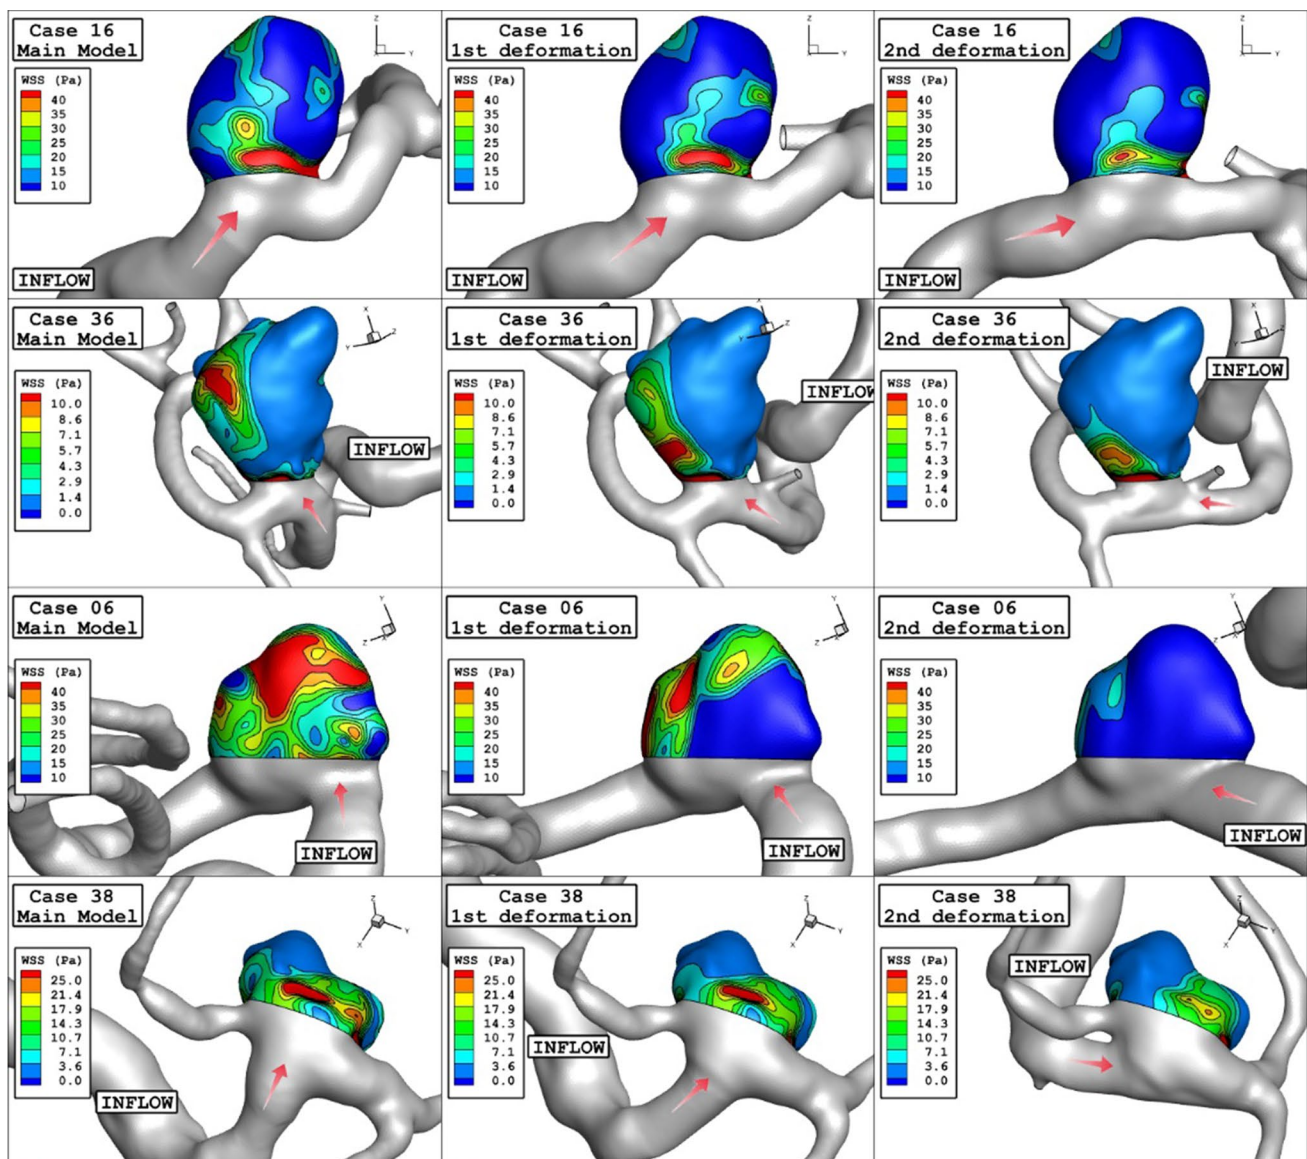 Case 16
Main Model
WSS (Pa)
40
35
30
25
20
15
10
INFLOW
Z
Y
Case 16
1st deformation
WSS (Pa)
40
35
30
25
20
15
10
INFLOW
Z
Y
Case 16
2nd deformation
WSS (Pa)
40
35
30
25
20
15
10
INFLOW
Z
Y
Case 36
Main Model
WSS (Pa)
10.0
8.6
7.1
5.7
4.3
2.9
1.4
0.0
INFLOW
X
Y
Z
Case 36
1st deformation
WSS (Pa)
10.0
8.6
7.1
5.7
4.3
2.9
1.4
0.0
INFLOW
X
Y
Z
Case 36
2nd deformation
WSS (Pa)
10.0
8.6
7.1
5.7
4.3
2.9
1.4
0.0
INFLOW
X
Y
Z
Case 06
Main Model
WSS (Pa)
40
35
30
25
20
15
10
INFLOW
Y
Z
Case 06
1st deformation
WSS (Pa)
40
35
30
25
20
15
10
INFLOW
Y
Z
Case 06
2nd deformation
WSS (Pa)
40
35
30
25
20
15
10
INFLOW
Y
Z
Case 38
Main Model
WSS (Pa)
25.0
21.4
17.9
14.3
10.7
7.1
3.6
0.0
INFLOW
Z
X
Y
Case 38
1st deformation
WSS (Pa)
25.0
21.4
17.9
14.3
10.7
7.1
3.6
0.0
INFLOW
Z
X
Y
Case 38
2nd deformation
WSS (Pa)
25.0
21.4
17.9
14.3
10.7
7.1
3.6
0.0
INFLOW
Z
X
Y